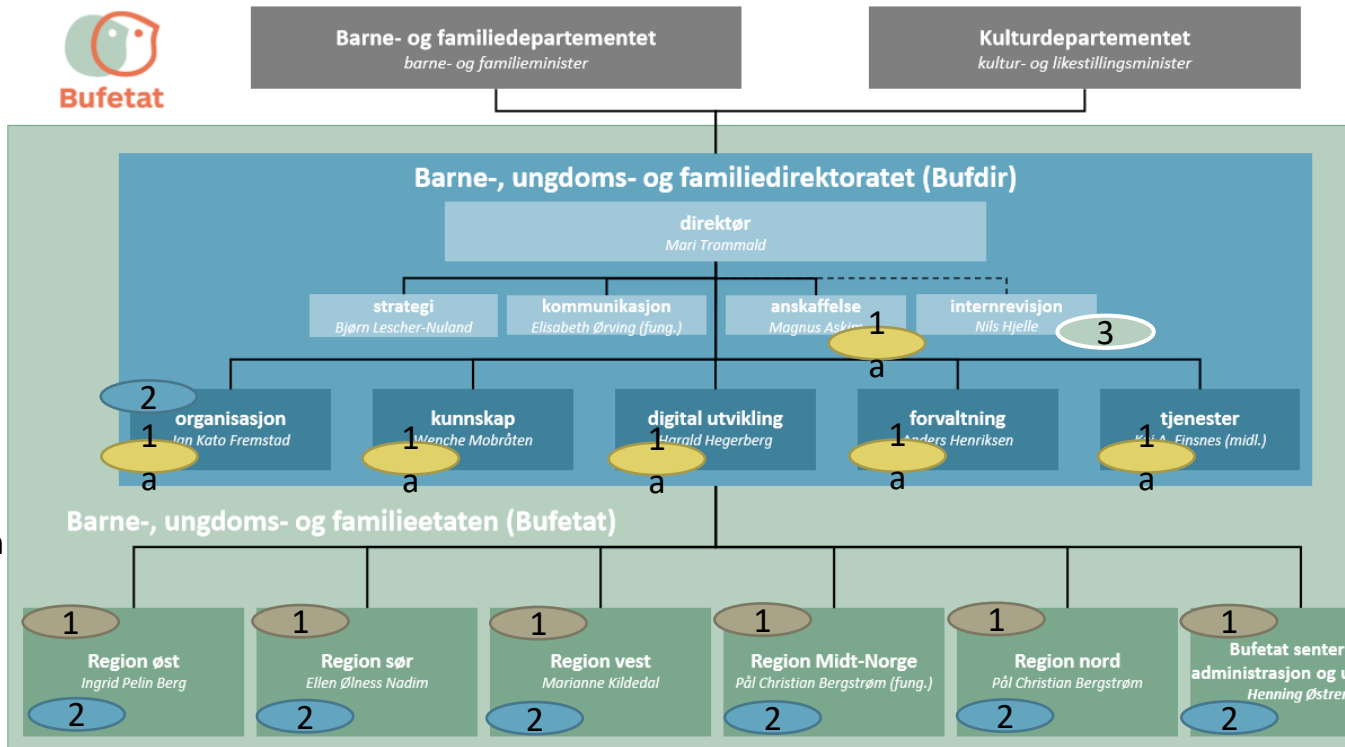 Bufetat
Barne- og familiedepartementet
barne- og familieminister
Kulturdepartementet
kultur- og likestillingsminister
Barne-, ungdoms- og familiedirektoratet (Bufdir)
direktør
Mari Trommald
strategi
Bjørn Lescher-Nuland
kommunikasjon
Elisabeth Ørving (fung.)
anskaffelse
Magnus Askim
1
a
internrevisjon
Nils Hjelle
3
2
organisasjon
Jan Kato Fremstad
1
a
kunnskap
Wenche Mobråten
1
a
digital utvikling
Harald Hegerberg
1
a
forvaltning
Anders Henriksen
1
a
tjenester
A. Finsnes (midl.)
1
a
Barne-, ungdoms- og familieetaten (Bufetat)
1
Region øst
Ingrid Pelin Berg
2
1
Region sør
Ellen Ølness Nadim
2
1
Region vest
Marianne Kildedal
2
1
Region Midt-Norge
Pål Christian Bergstrøm (fung.)
2
1
Region nord
Pål Christian Bergstrøm
2
1
Bufetat senter
administrasjon og u
Henning Østre
2